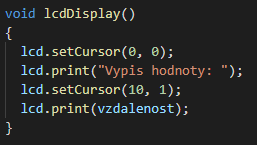 void lcdDisplay()
{
  lcd.setCursor(0, 0);
  lcd.print("Vypis hodnoty: ");
  lcd.setCursor(10, 1);
  lcd.print(vzdalenost);
}